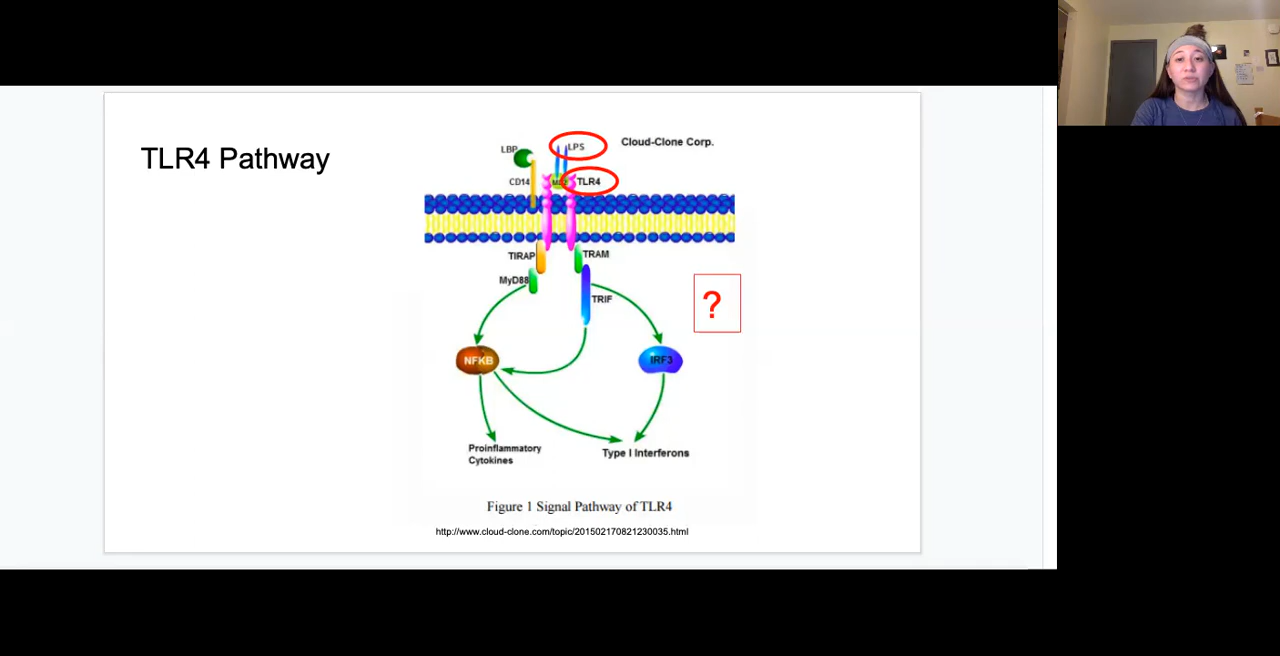 TLR4 Pathway
Cloud-Clone Corp.
LBP
LPS
CD14
TLR4
TIRAP
TRAM
MyD88
TRIF
?
NFKB
IRF3
Proinflammatory
Cytokines
Type I Interferons
Figure 1 Signal Pathway of TLR4
http://www.cloud-clone.com/topic/201502170821230035.html